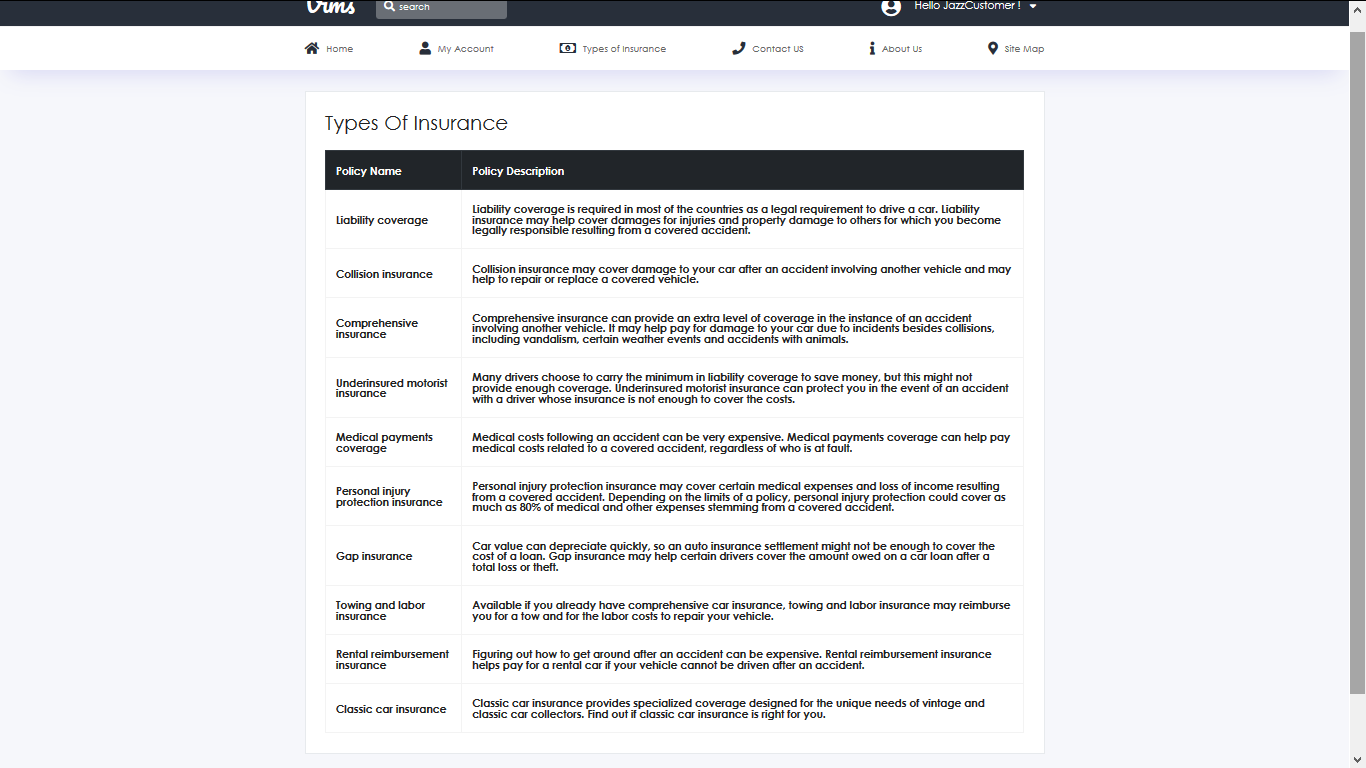 Vims
search
Hello JazzCustomer !
Home
My Account
Types of Insurance
Contact US
About Us
Site Map
Types Of Insurance
Policy Name
Policy Description
Liability coverage
Liability coverage is required in most of the countries as a legal requirement to drive a car. Liability
insurance may help cover damages for injuries and property damage to others for which you become
legally responsible resulting from a covered accident.
Collision insurance
Collision insurance may cover damage to your car after an accident involving another vehicle and may
help to repair or replace a covered vehicle.
Comprehensive
insurance
Comprehensive insurance can provide an extra level of coverage in the instance of an accident
involving another vehicle. It may help pay for damage to your car due to incidents besides collisions,
including vandalism, certain weather events and accidents with animals.
Underinsured motorist
insurance
Many drivers choose to carry the minimum in liability coverage to save money, but this might not
provide enough coverage. Underinsured motorist insurance can protect you in the event of an accident
with a driver whose insurance is not enough to cover the costs.
Medical payments
coverage
Medical costs following an accident can be very expensive. Medical payments coverage can help pay
medical costs related to a covered accident, regardless of who is at fault.
Personal injury
protection insurance
Personal injury protection insurance may cover certain medical expenses and loss of income resulting
from a covered accident. Depending on the limits of a policy, personal injury protection could cover as
much as 80% of medical and other expenses stemming from a covered accident.
Gap insurance
Car value can depreciate quickly, so an auto insurance settlement might not be enough to cover the
cost of a loan. Gap insurance may help certain drivers cover the amount owed on a car loan after a
total loss or theft.
Towing and labor
insurance
Available if you already have comprehensive car insurance, towing and labor insurance may reimburse
you for a tow and for the labor costs to repair your vehicle.
Rental reimbursement
insurance
Figuring out how to get around after an accident can be expensive. Rental reimbursement insurance
helps pay for a rental car if your vehicle cannot be driven after an accident.
Classic car insurance
Classic car insurance provides specialized coverage designed for the unique needs of vintage and
classic car collectors. Find out if classic car insurance is right for you.